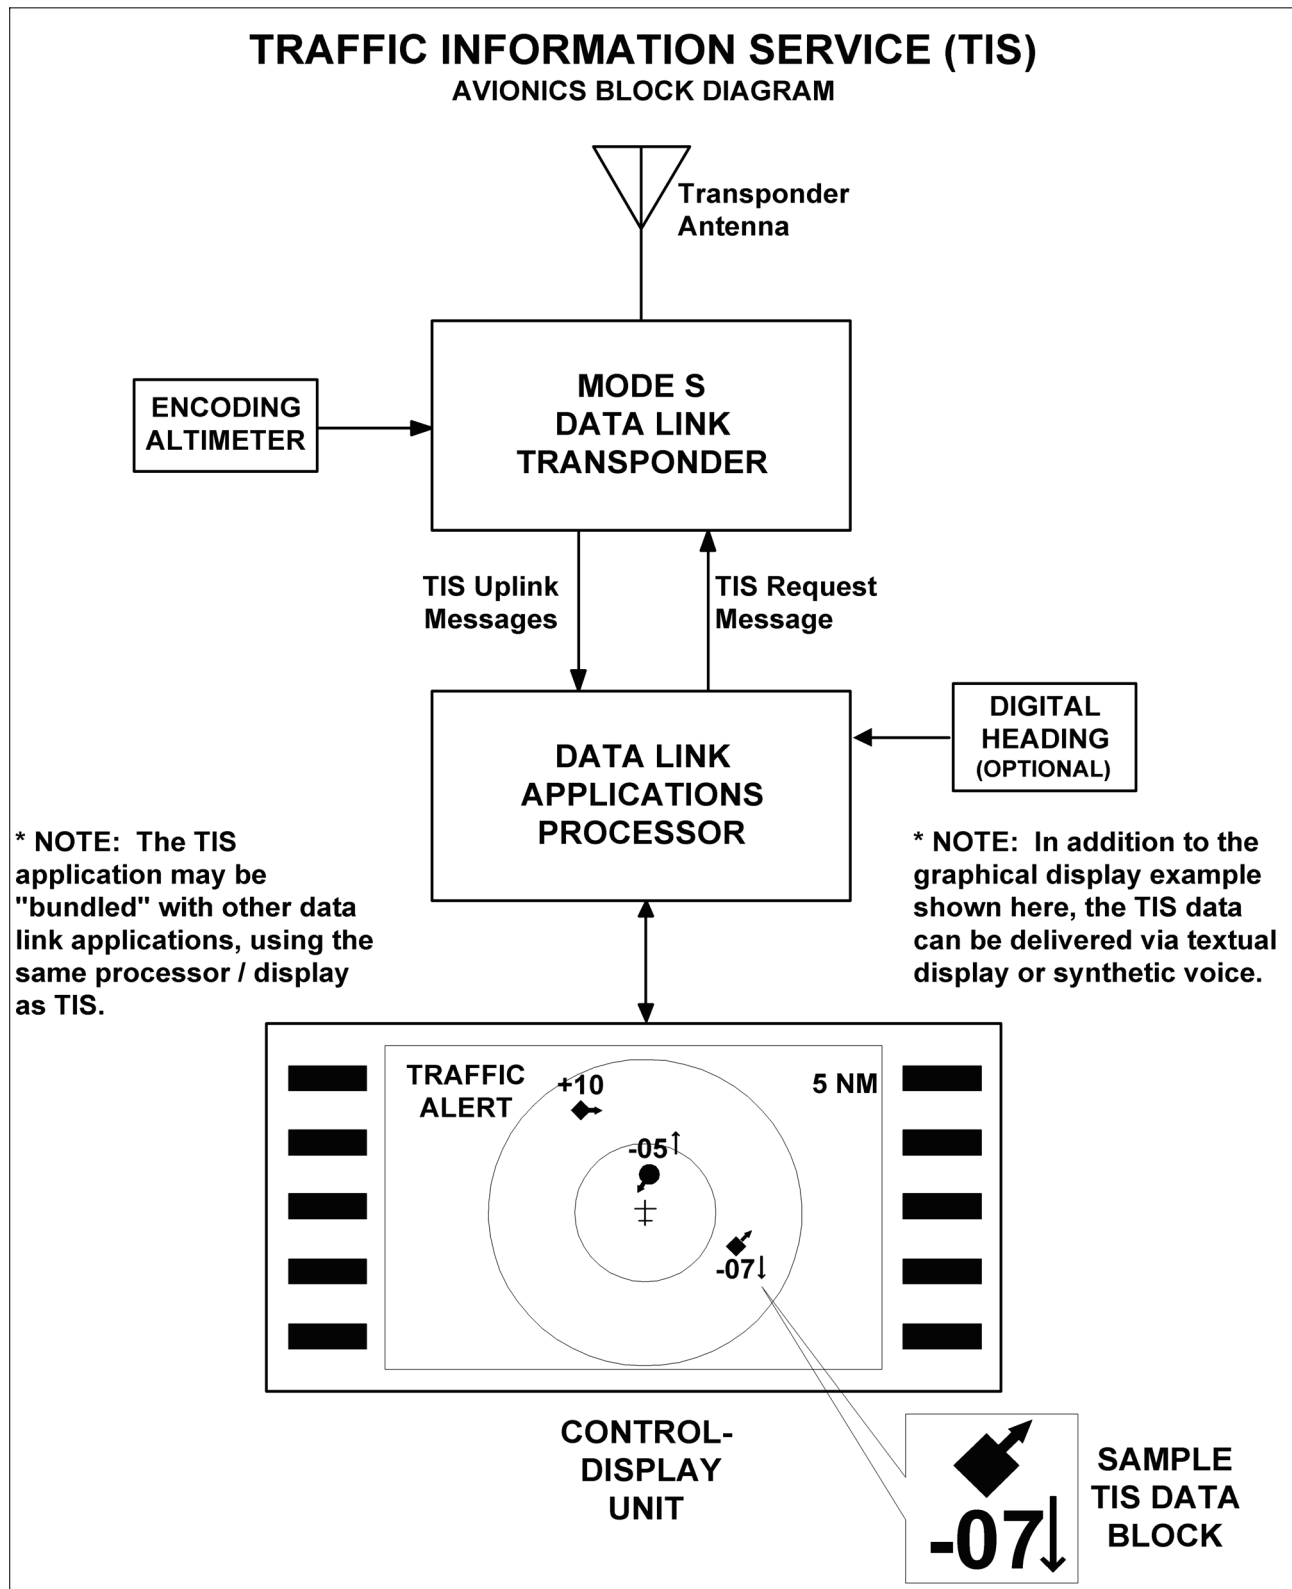 TRAFFIC INFORMATION SERVICE (TIS)
AVIONICS BLOCK DIAGRAM
Transponder
Antenna
MODE S
DATA LINK
TRANSPONDER
ENCODING
ALTIMETER
TIS Uplink
Messages
TIS Request
Message
DATA LINK
APPLICATIONS
PROCESSOR
DIGITAL
HEADING
(OPTIONAL)
* NOTE:  The TIS
application may be
"bundled" with other data
link applications, using the
same processor / display
as TIS.
* NOTE:  In addition to the
graphical display example
shown here, the TIS data
can be delivered via textual
display or synthetic voice.
TRAFFIC
ALERT
+10
5 NM
-05↑
-07↓
CONTROL-
DISPLAY
UNIT
-07↓
SAMPLE
TIS DATA
BLOCK